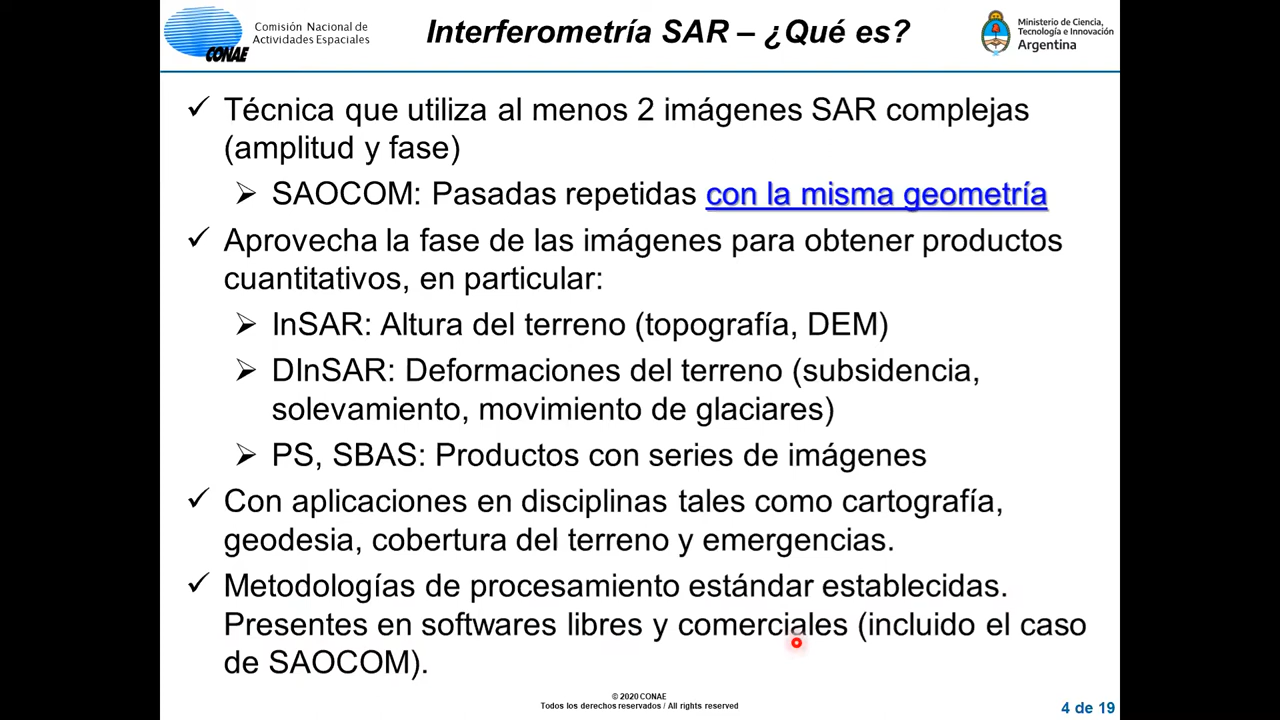 CONAE
Comisión Nacional de
Actividades Espaciales
Interferometría SAR – ¿Qué es?
Ministerio de Ciencia,
Tecnología e Innovación
Argentina
✓ Técnica que utiliza al menos 2 imágenes SAR complejas
(amplitud y fase)
➢ SAOCOM: Pasadas repetidas con la misma geometría
✓ Aprovecha la fase de las imágenes para obtener productos
cuantitativos, en particular:
➢ InSAR: Altura del terreno (topografía, DEM)
➢ DInSAR: Deformaciones del terreno (subsidencia,
solevamiento, movimiento de glaciares)
➢ PS, SBAS: Productos con series de imágenes
✓ Con aplicaciones en disciplinas tales como cartografía,
geodesia, cobertura del terreno y emergencias.
✓ Metodologías de procesamiento estándar establecidas.
Presentes en softwares libres y comerciales (incluido el caso
de SAOCOM).
© 2020 CONAE
Todos los derechos reservados / All rights reserved
4 de 19